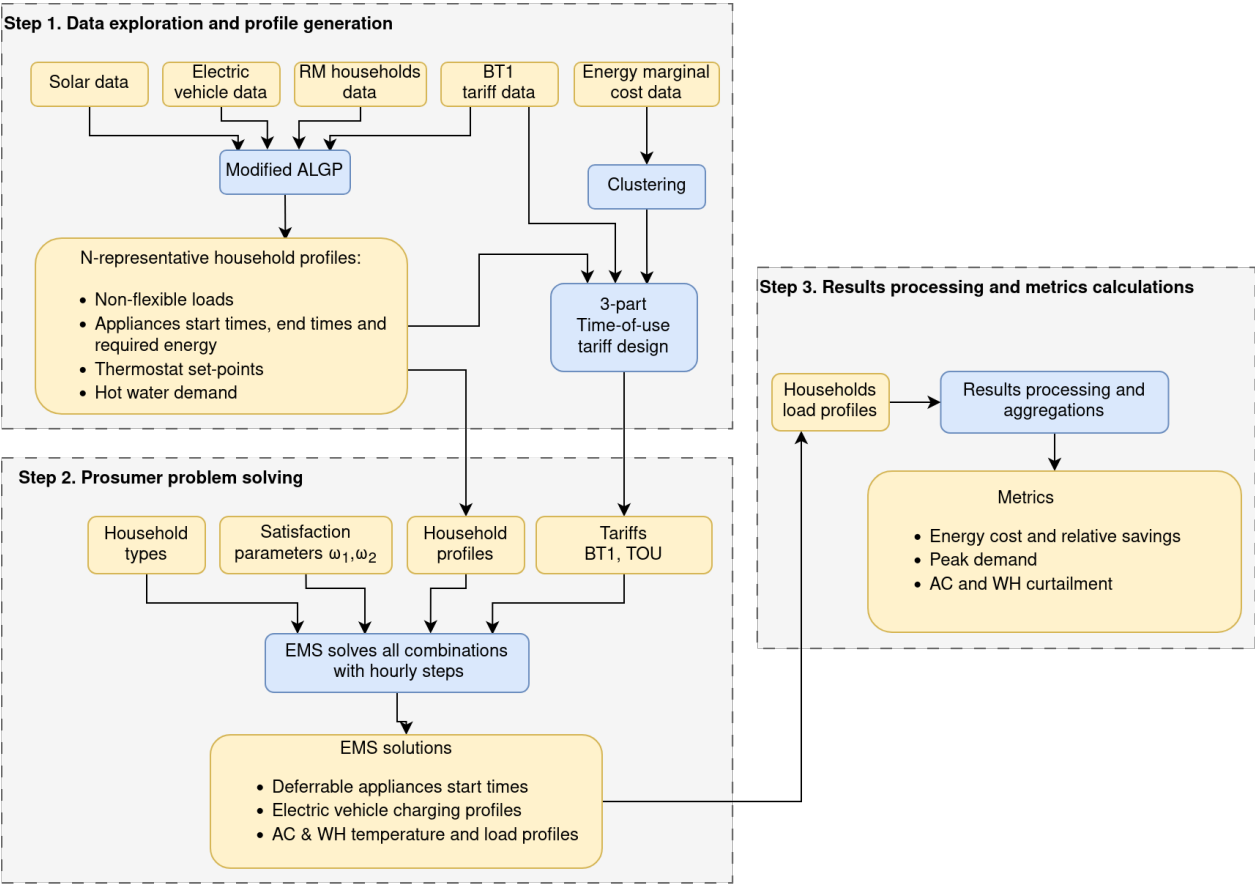 Step 1. Data exploration and profile generation
Solar data
Electric
vehicle data
RM households
data
BT1
tariff data
Energy marginal
cost data
Modified ALGP
Clustering
N-representative household profiles:
• Non-flexible loads
• Appliances start times, end times and
required energy
• Thermostat set-points
• Hot water demand
3-part
Time-of-use
tariff design
Step 2. Prosumer problem solving
Household
types
Satisfaction
parameters ω₁,ω₂
Household
profiles
Tariffs
BT1, TOU
EMS solves all combinations
with hourly steps
EMS solutions
• Deferrable appliances start times
• Electric vehicle charging profiles
• AC & WH temperature and load profiles
Step 3. Results processing and metrics calculations
Households
load profiles
Results processing and
aggregations
Metrics
• Energy cost and relative savings
• Peak demand
• AC and WH curtailment